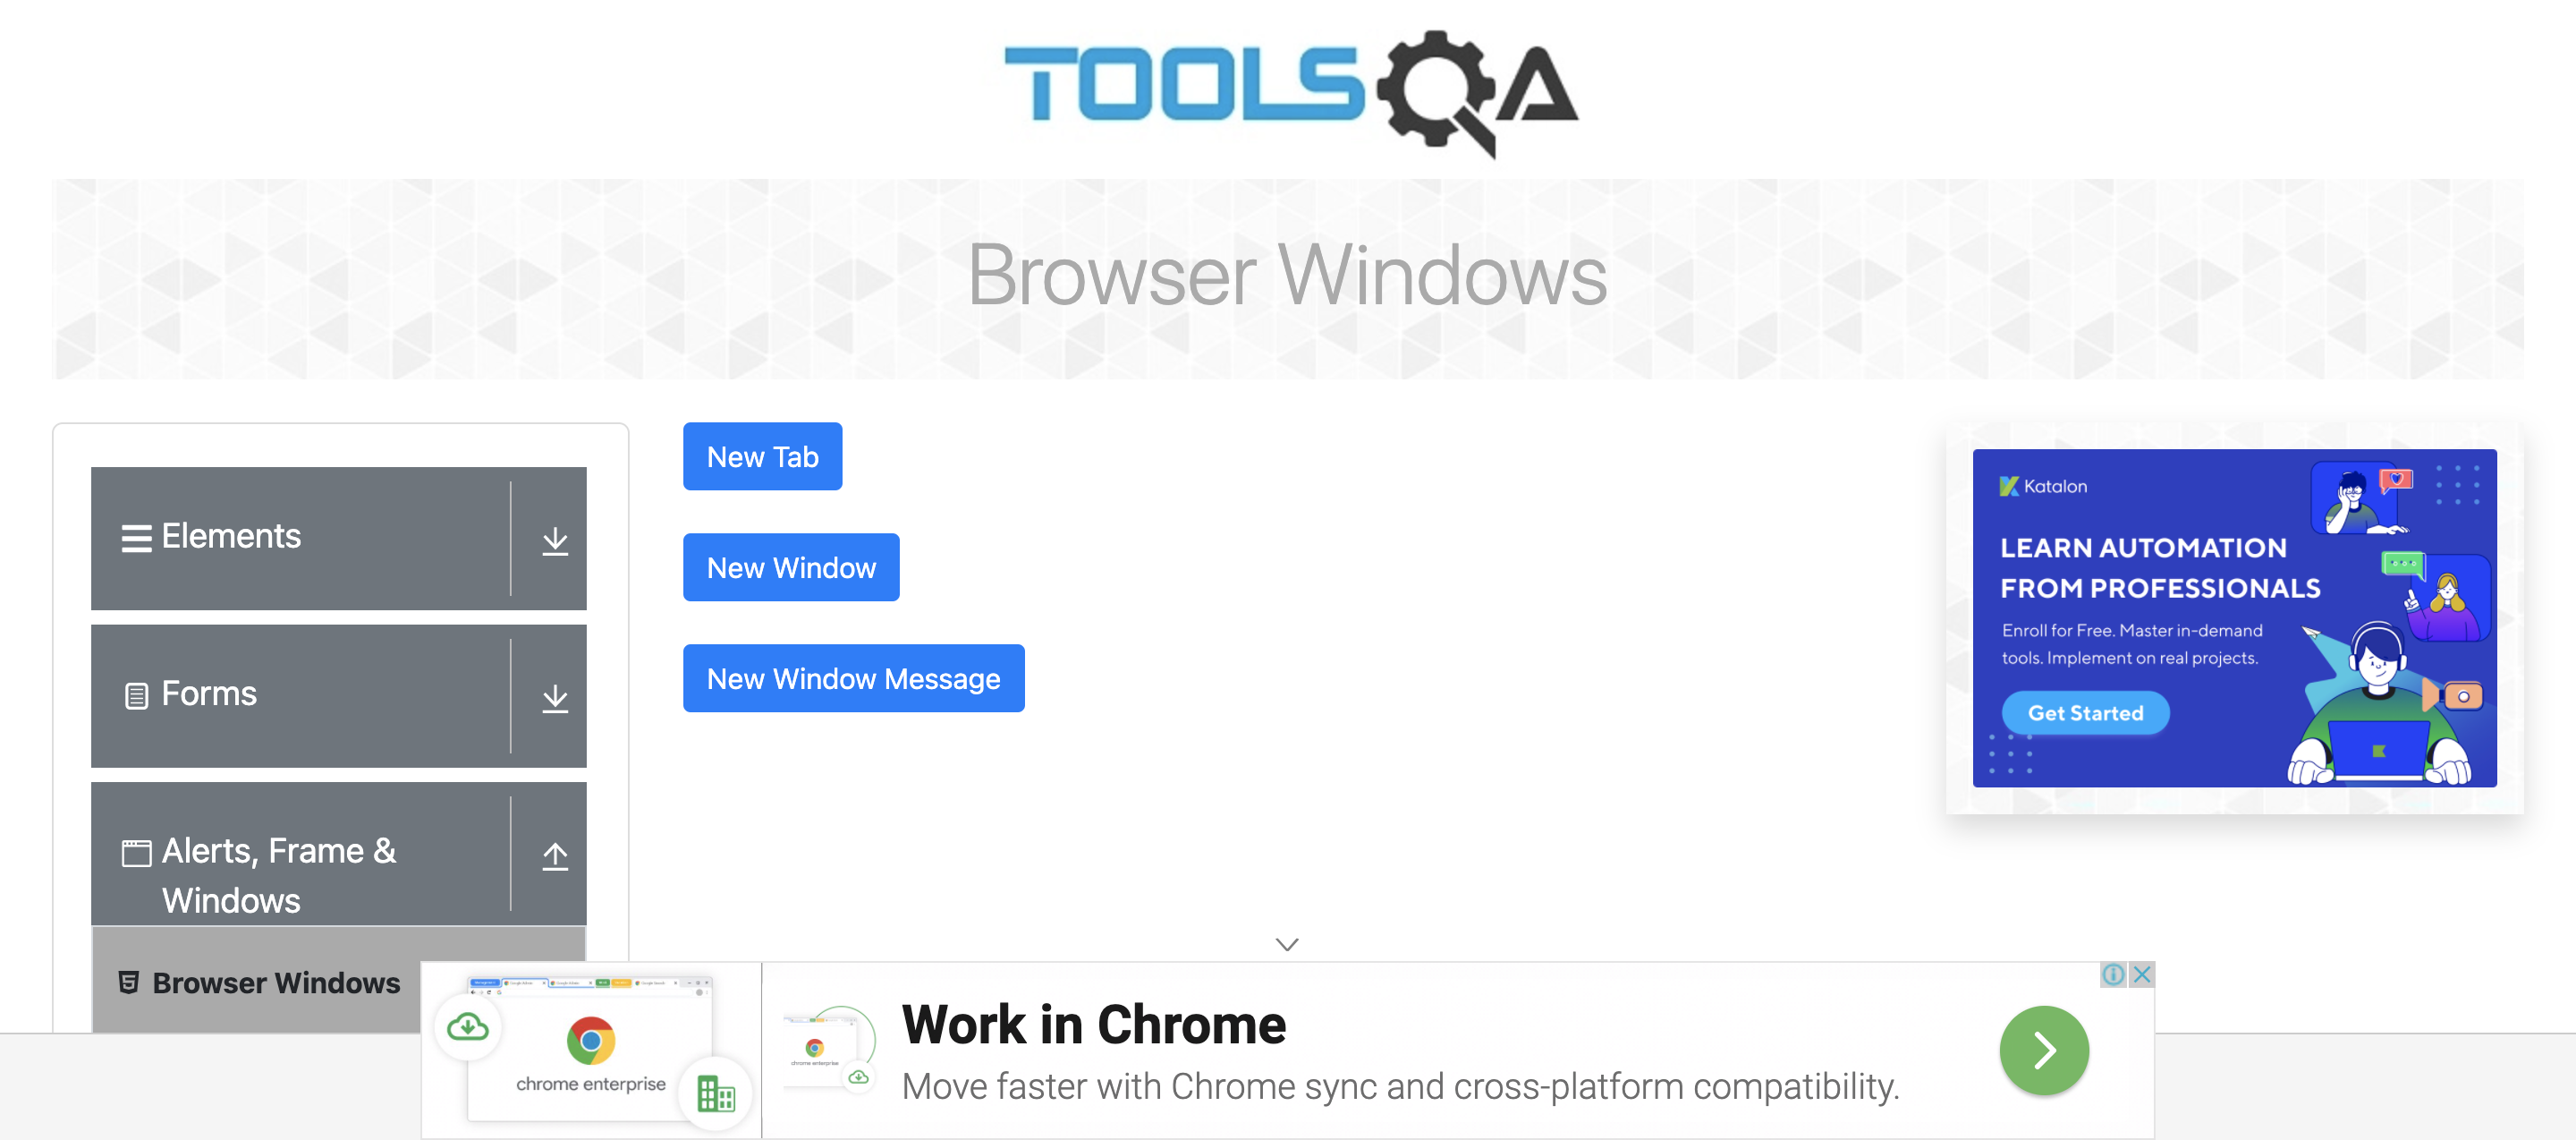 TOOLSQA
Browser Windows
Elements
Forms
Alerts, Frame &
Windows
Browser Windows
New Tab
New Window
New Window Message
Katalon
LEARN AUTOMATION
FROM PROFESSIONALS
Enroll for Free. Master in-demand
tools. Implement on real projects.
Get Started
chrome enterprise
chrome enterprise
Work in Chrome
Move faster with Chrome sync and cross-platform compatibility.